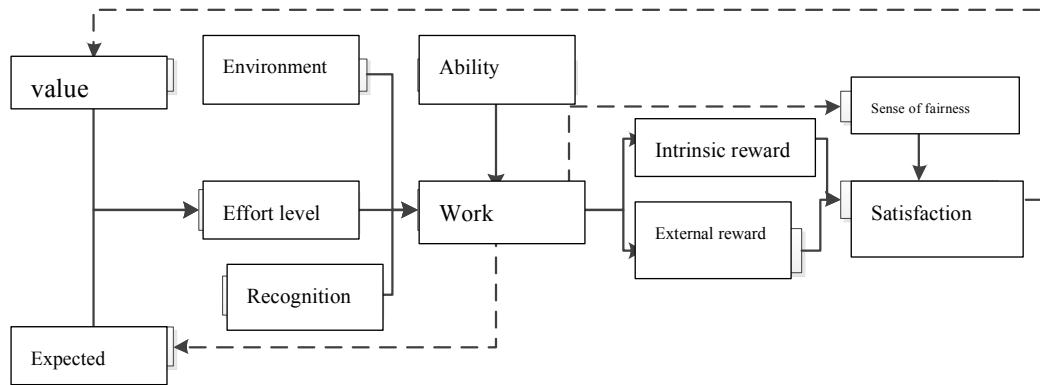 value
Environment
Ability
Sense of fairness
Intrinsic reward
Effort level
Work
External reward
Satisfaction
Recognition
Expected